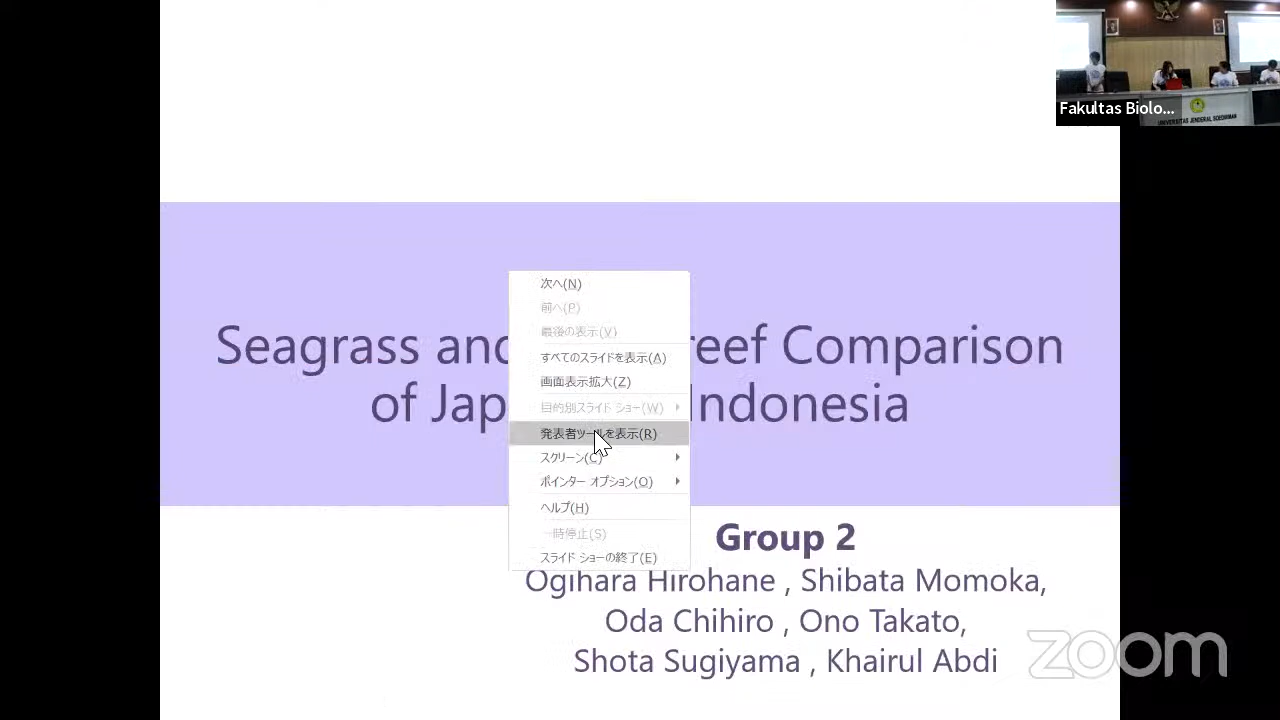 Fakultas Biolo...
UNIVERSITAS JENDERAL SOEDIRMAN
Seagrass and reef Comparison
of Jap Indonesia
次へ(N)
前へ(P)
最後の表示(V)
すべてのスライドを表示(A)
画面表示拡大(Z)
目的別スライド ショー(W)
発表者ツールを表示(R)
スクリーン(C)
ポインター オプション(O)
ヘルプ(H)
一時停止(S)
スライド ショーの終了(E)
Group 2
Ogihara Hirohane , Shibata Momoka,
Oda Chihiro , Ono Takato,
Shota Sugiyama , Khairul Abdi
zoom